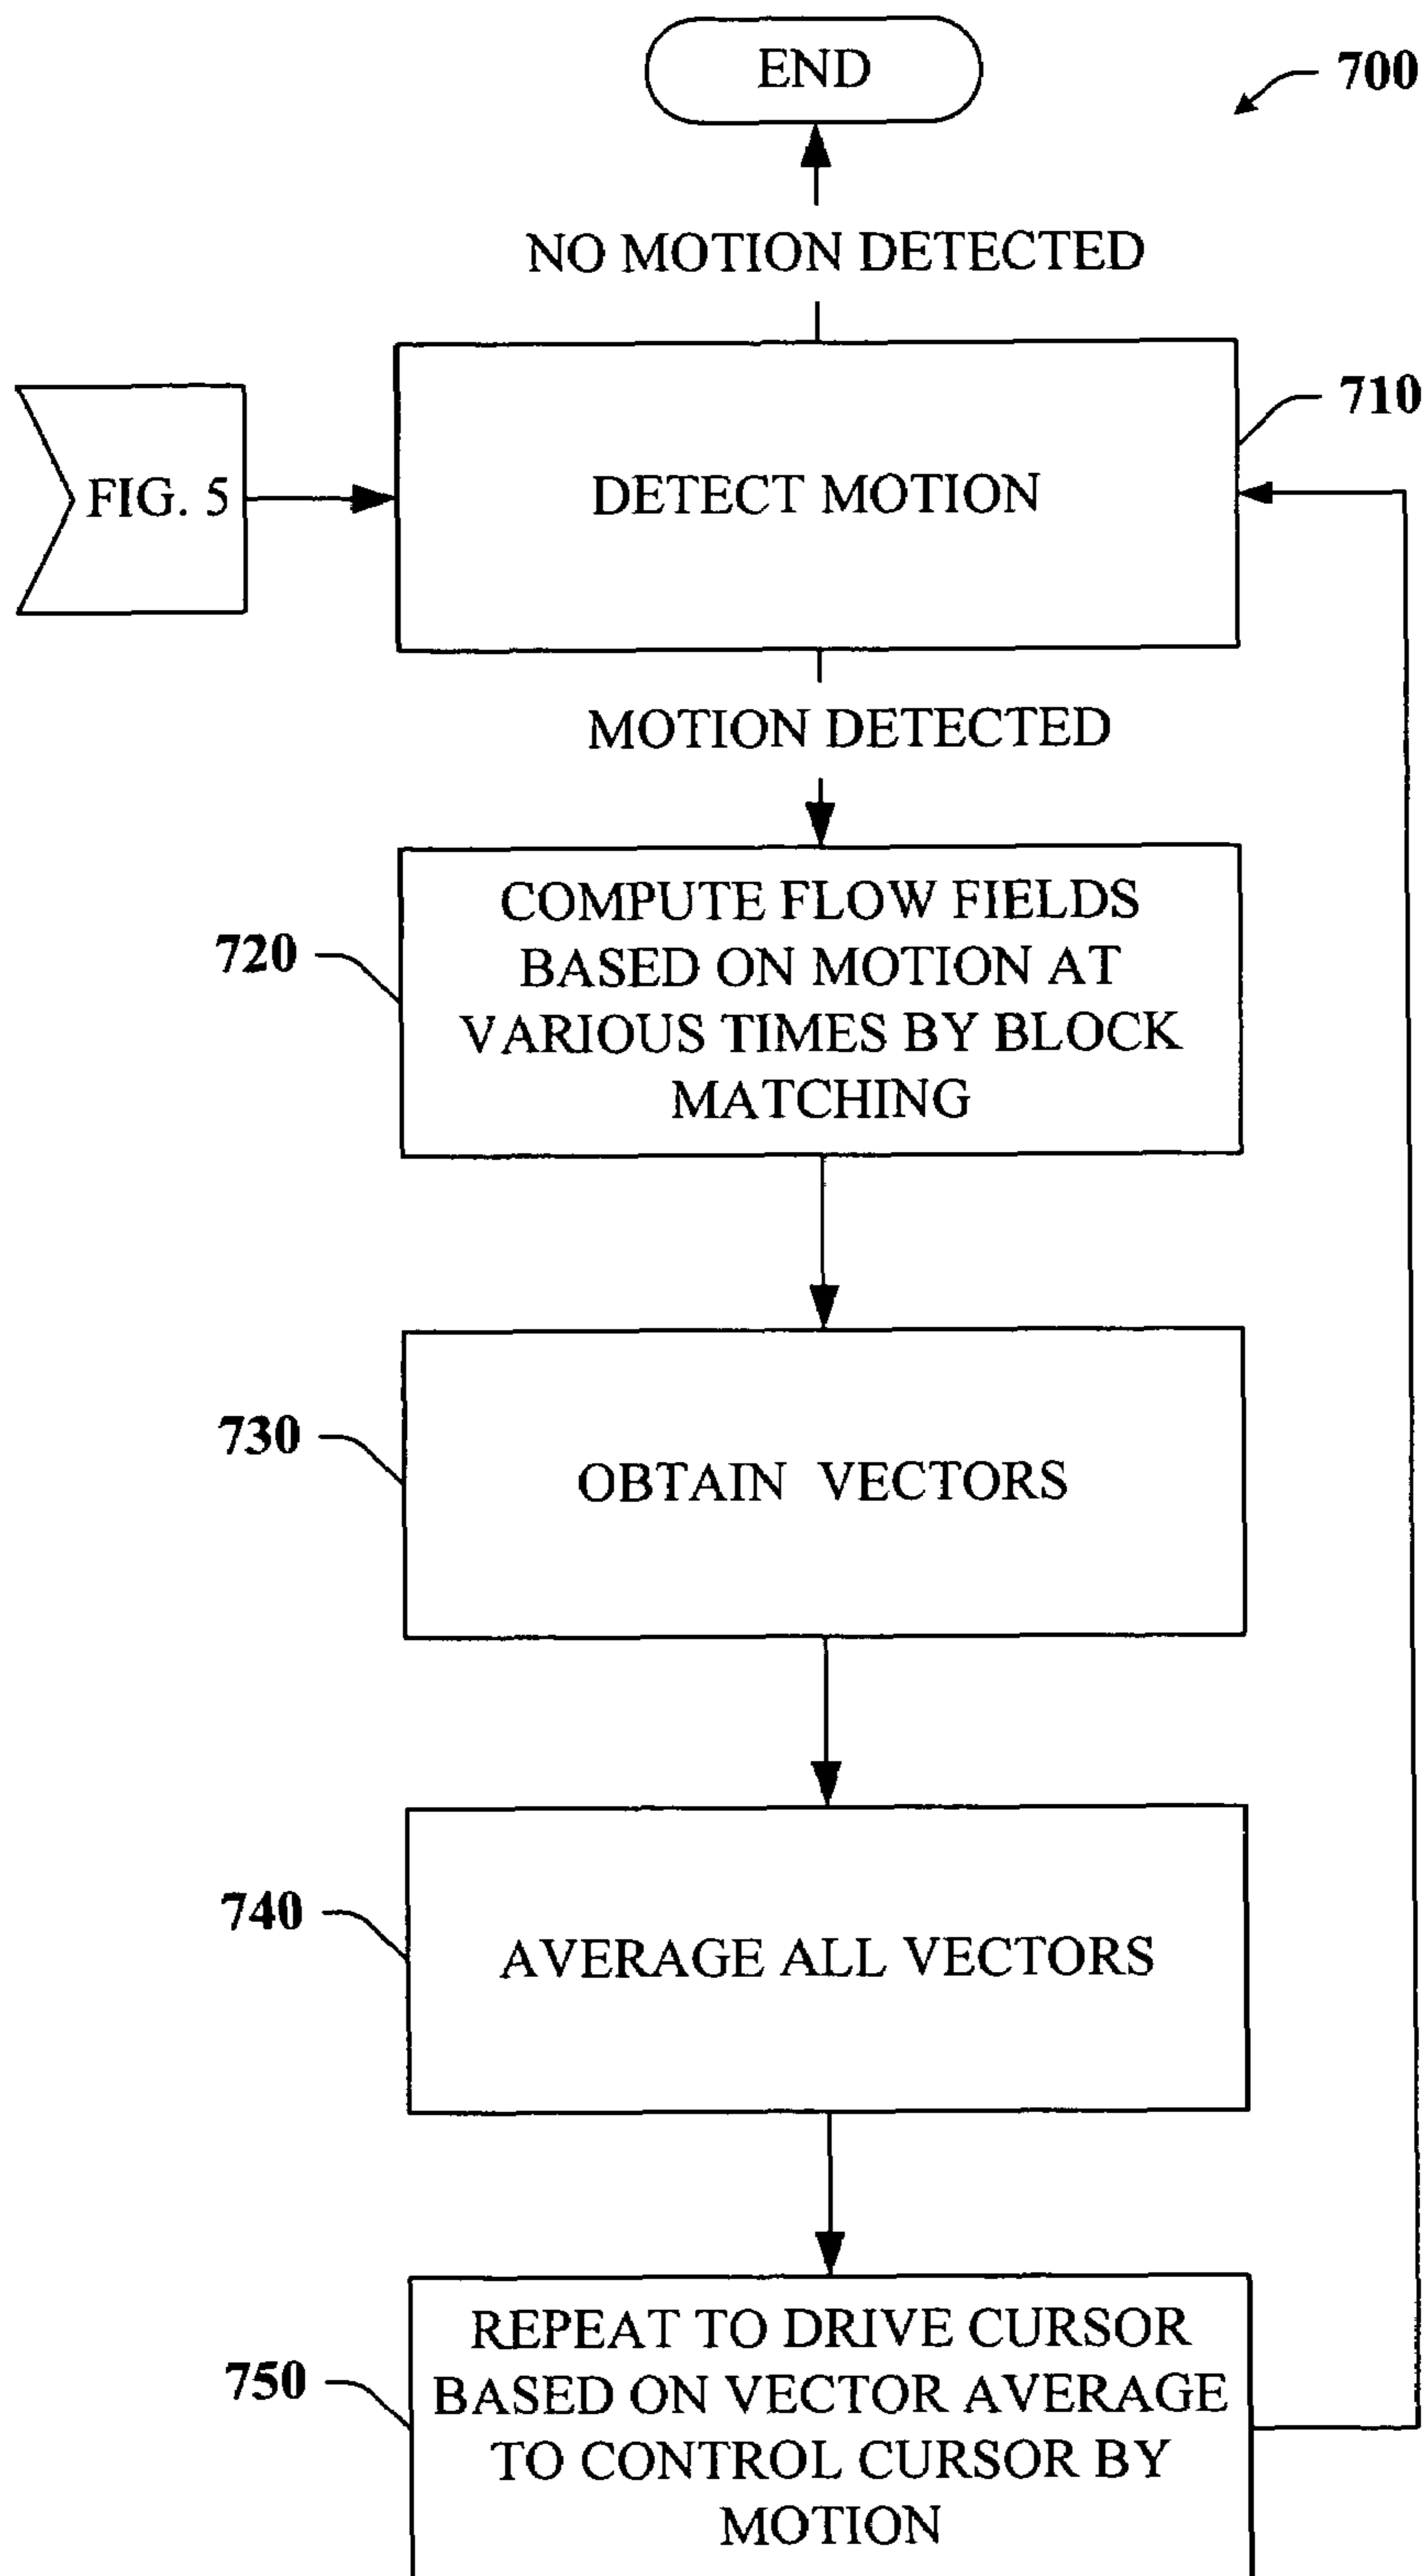 END
700
NO MOTION DETECTED
710
FIG. 5
DETECT MOTION
MOTION DETECTED
720
COMPUTE FLOW FIELDS
BASED ON MOTION AT
VARIOUS TIMES BY BLOCK
MATCHING
730
OBTAIN VECTORS
740
AVERAGE ALL VECTORS
750
REPEAT TO DRIVE CURSOR
BASED ON VECTOR AVERAGE
TO CONTROL CURSOR BY
MOTION